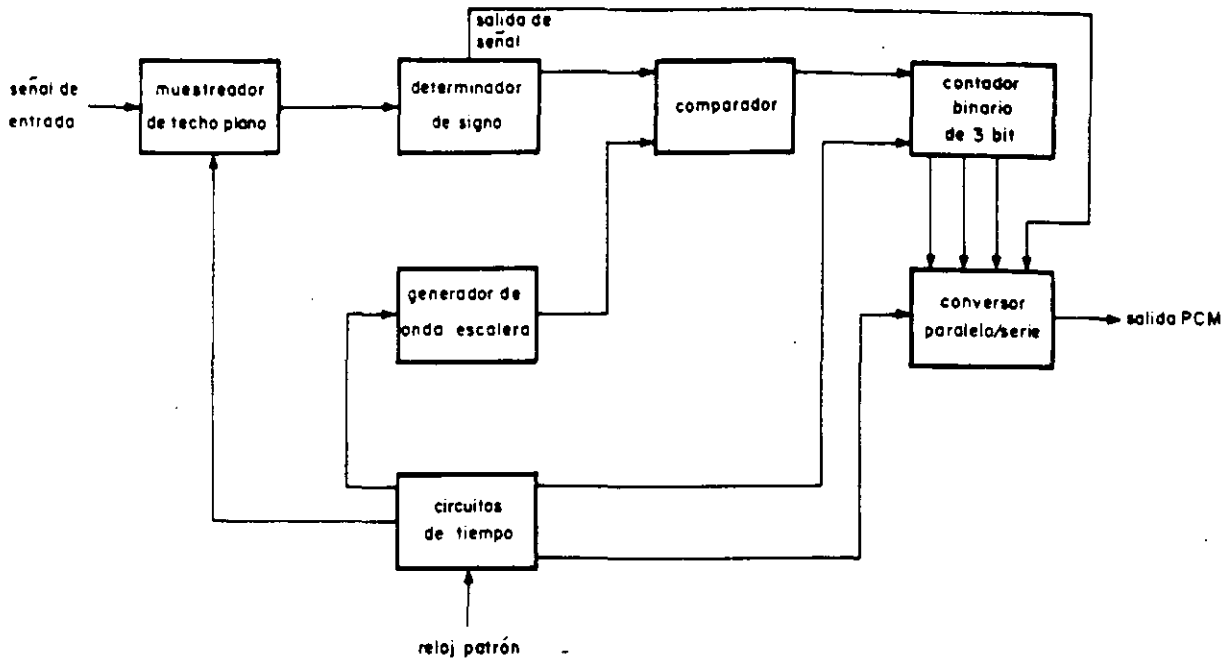 salida de
señal
señal de
entrada
muestreador
de techo plano
determinador
de signo
comparador
contador
binario
de 3 bit
generador de
onda escalera
conversor
paralelo/serie
salida PCM
circuitos
de tiempo
reloj patrón